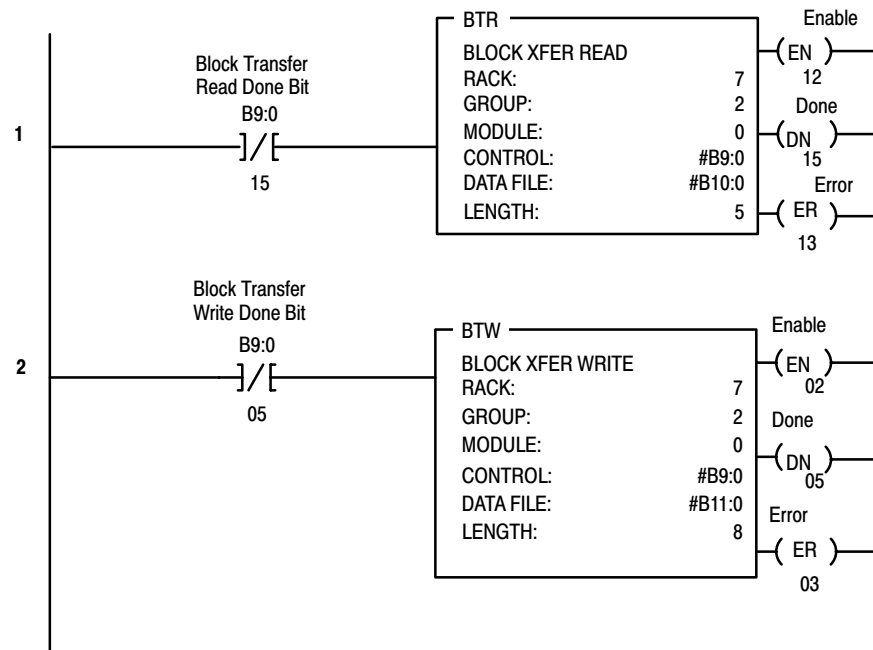 BTR
Enable
Block Transfer
Read Done Bit
B9:0
BLOCK XFER READ
RACK: 7
GROUP: 2
MODULE: 0
CONTROL: #B9:0
DATA FILE: #B10:0
LENGTH: 5
EN
12
Done
DN
15
Error
ER
13
1
]/[
15
Block Transfer
Write Done Bit
B9:0
BTW
Enable
2
]/[
05
BLOCK XFER WRITE
RACK: 7
GROUP: 2
MODULE: 0
CONTROL: #B9:0
DATA FILE: #B11:0
LENGTH: 8
EN
02
Done
DN
05
Error
ER
03